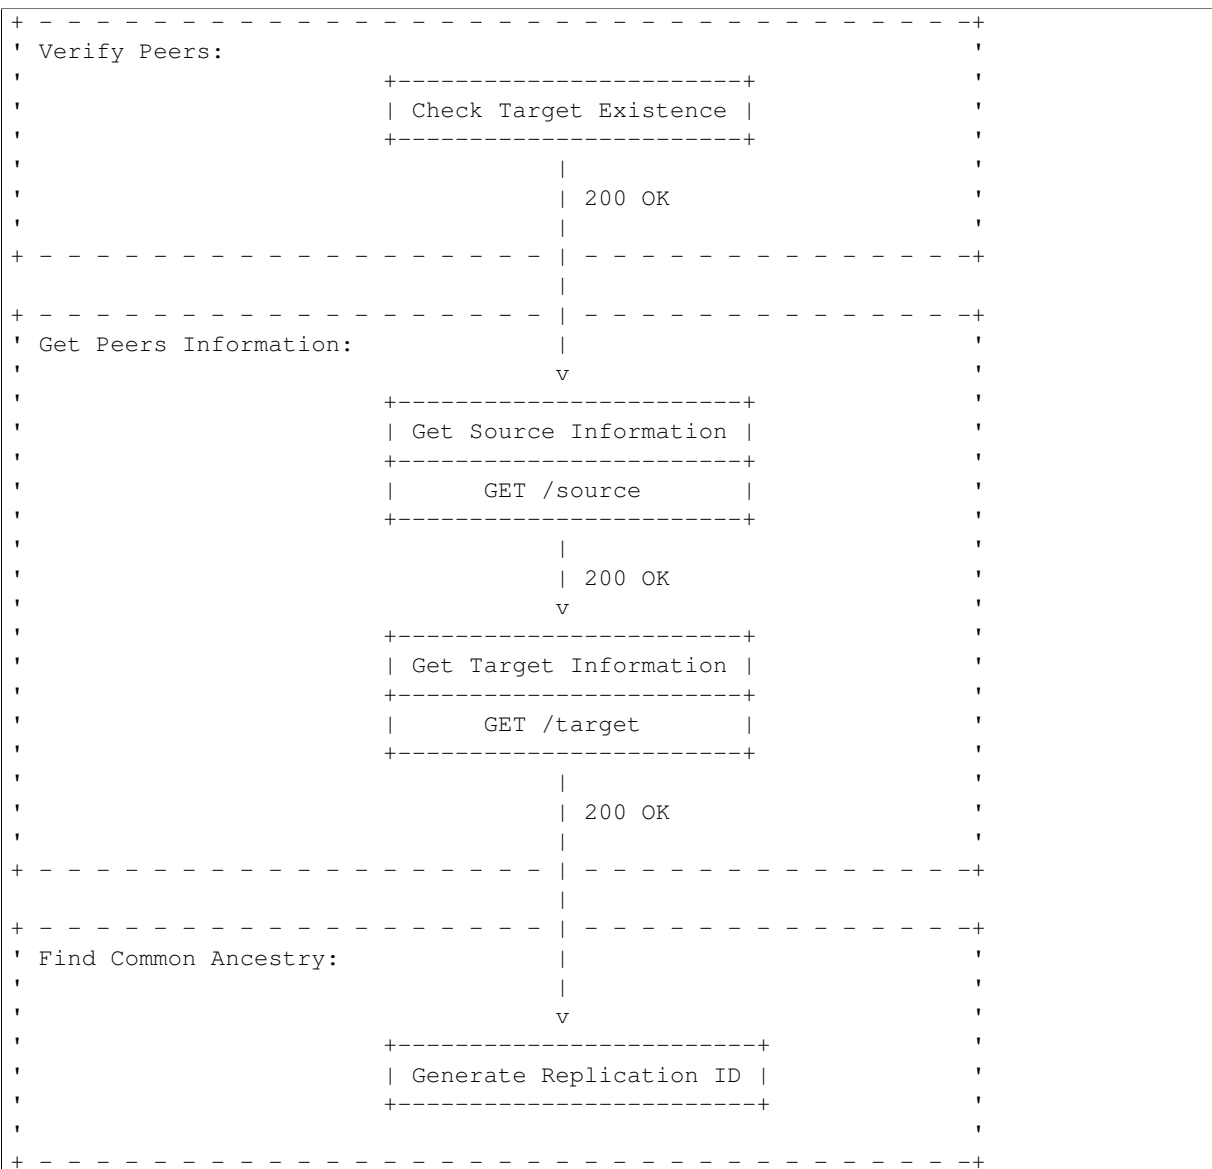 + - - - - - - - - - - - - - - - - - - - - - - - - - - - - - - - - -+
' Verify Peers:                                                    '
'                         +------------------------+               '
'                         | Check Target Existence |               '
'                         +------------------------+               '
'                                     |                            '
'                                     | 200 OK                     '
'                                     |                            '
+ - - - - - - - - - - - - - - - - - - | - - - - - - - - - - - - - -+
                                      |
+ - - - - - - - - - - - - - - - - - - | - - - - - - - - - - - - - -+
' Get Peers Information:              |                            '
'                                     v                            '
'                         +------------------------+               '
'                         | Get Source Information |               '
'                         +------------------------+               '
'                         |      GET /source       |               '
'                         +------------------------+               '
'                                     |                            '
'                                     | 200 OK                     '
'                                     v                            '
'                         +------------------------+               '
'                         | Get Target Information |               '
'                         +------------------------+               '
'                         |      GET /target       |               '
'                         +------------------------+               '
'                                     |                            '
'                                     | 200 OK                     '
'                                     |                            '
+ - - - - - - - - - - - - - - - - - - | - - - - - - - - - - - - - -+
                                      |
+ - - - - - - - - - - - - - - - - - - | - - - - - - - - - - - - - -+
' Find Common Ancestry:               |                            '
'                                     |                            '
'                                     v                            '
'                         +-------------------------+              '
'                         | Generate Replication ID |              '
'                         +-------------------------+              '
'                                                                  '
+ - - - - - - - - - - - - - - - - - - - - - - - - - - - - - - - - -+